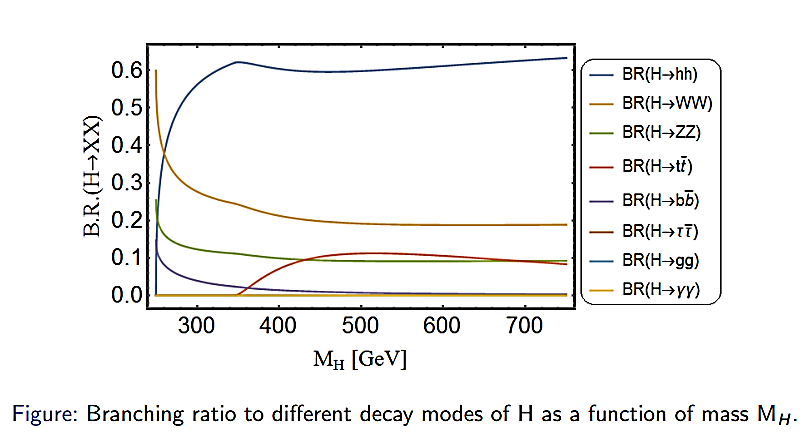 BR(H→hh)
BR(H→WW)
BR(H→ZZ)
BR(H→tt̄)
BR(H→bb̄)
BR(H→ττ̄)
BR(H→gg)
BR(H→γγ)
B.R.(H→XX)
0.6
0.5
0.4
0.3
0.2
0.1
0.0
300 400 500 600 700
M_H [GeV]
Figure: Branching ratio to different decay modes of H as a function of mass M_H.